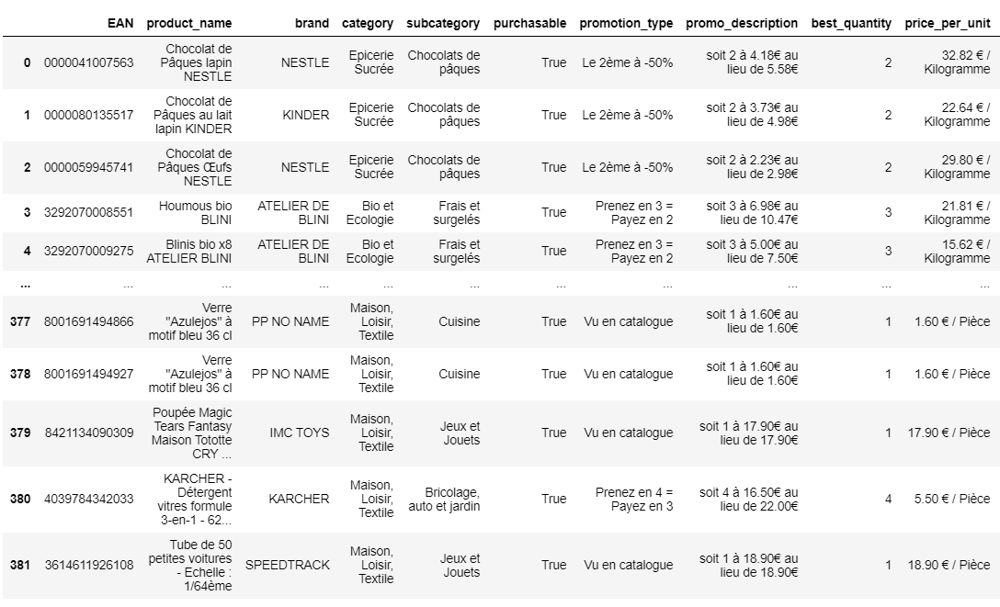 EAN product_name brand category subcategory purchasable promotion_type promo_description best_quantity price_per_unit
0 0000041007563 Chocolat de Pâques lapin NESTLE NESTLE Epicerie Sucrée Chocolats de pâques True Le 2ème à -50% soit 2 à 4.18€ au lieu de 5.58€ 2 32.82 € / Kilogramme
1 0000080135517 Chocolat de Pâques au lait lapin KINDER KINDER Epicerie Sucrée Chocolats de pâques True Le 2ème à -50% soit 2 à 3.73€ au lieu de 4.98€ 2 22.64 € / Kilogramme
2 0000059945741 Chocolat de Pâques Œufs NESTLE NESTLE Epicerie Sucrée Chocolats de pâques True Le 2ème à -50% soit 2 à 2.23€ au lieu de 2.98€ 2 29.80 € / Kilogramme
3 3292070008551 Houmous bio BLINI ATELIER DE BLINI Bio et Ecologie Frais et surgelés True Prenez en 3 = Payez en 2 soit 3 à 6.98€ au lieu de 10.47€ 3 21.81 € / Kilogramme
4 3292070009275 Blinis bio x8 ATELIER BLINI ATELIER DE BLINI Bio et Ecologie Frais et surgelés True Prenez en 3 = Payez en 2 soit 3 à 5.00€ au lieu de 7.50€ 3 15.62 € / Kilogramme
... ... ... ... ... ... ... ... ... ... ...
377 8001691494866 Verre "Azulejos" à motif bleu 36 cl PP NO NAME Maison, Loisir, Textile Cuisine True Vu en catalogue soit 1 à 1.60€ au lieu de 1.60€ 1 1.60 € / Pièce
378 8001691494927 Verre "Azulejos" à motif bleu 36 cl PP NO NAME Maison, Loisir, Textile Cuisine True Vu en catalogue soit 1 à 1.60€ au lieu de 1.60€ 1 1.60 € / Pièce
379 8421134090309 Poupée Magic Tears Fantasy Maison Tototte CRY ... IMC TOYS Maison, Loisir, Textile Jeux et Jouets True Vu en catalogue soit 1 à 17.90€ au lieu de 17.90€ 1 17.90 € / Pièce
380 4039784342033 KARCHER - Détergent vitres formule 3-en-1 - 62... KARCHER Maison, Loisir, Textile Bricolage, auto et jardin True Prenez en 4 = Payez en 3 soit 4 à 16.50€ au lieu de 22.00€ 4 5.50 € / Pièce
381 3614611926108 Tube de 50 petites voitures - Echelle : 1/64ème SPEEDTRACK Maison, Loisir, Textile Jeux et Jouets True Vu en catalogue soit 1 à 18.90€ au lieu de 18.90€ 1 18.90 € / Pièce